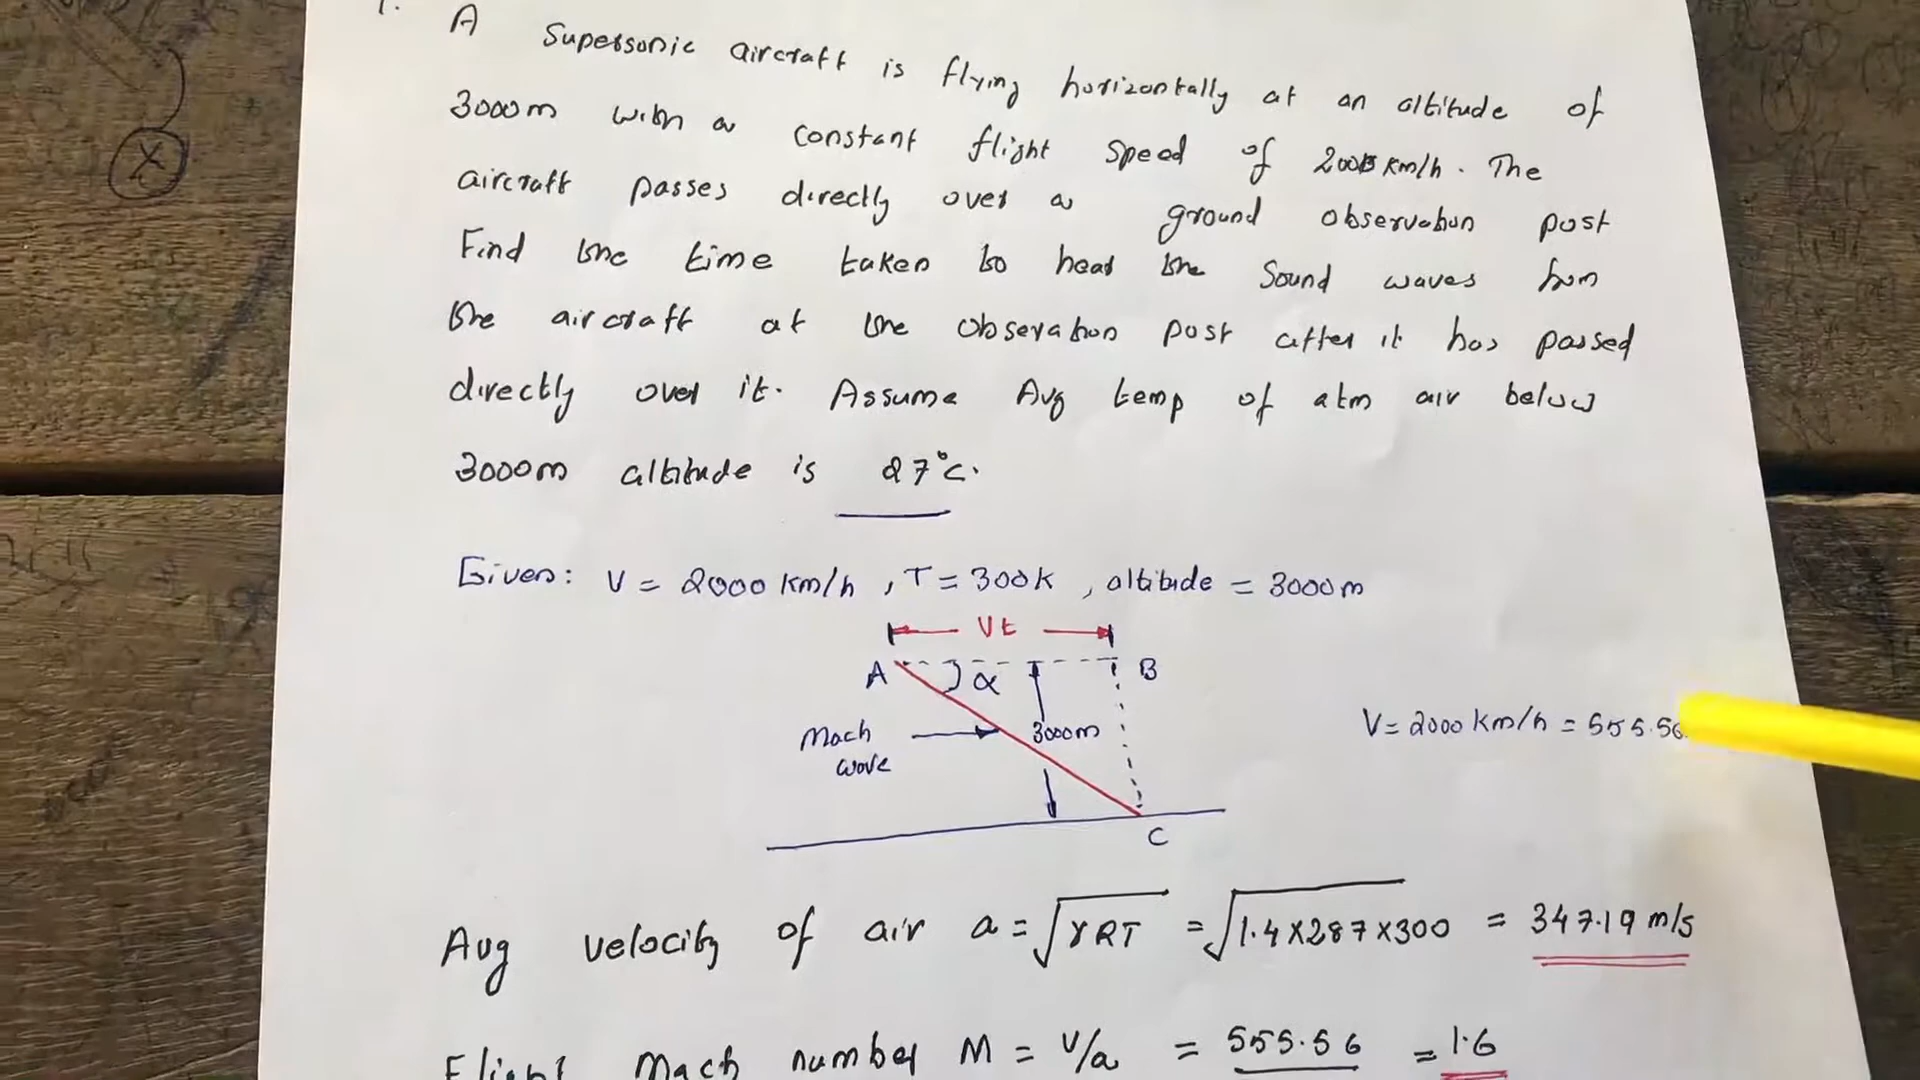 1.
A Supersonic aircraft is flying horizontally at an altitude of
3000m with a constant flight speed of 2000 km/h. The
aircraft passes directly over a ground observation post
Find the time taken to hear the Sound waves from
the aircraft at the observation post after it has passed
directly over it. Assume Avg temp of atm air below
3000m altitude is 27°C.
Given: V = 2000 km/h , T = 300K , altitude = 3000m
Vt
A α B
Mach wave
3000m
C
V = 2000 km/h = 555.56
Avg velocity of air a = √γRT = √1.4×287×300 = 347.19 m/s
Flight Mach number M = V/a = 555.56 = 1.6
X